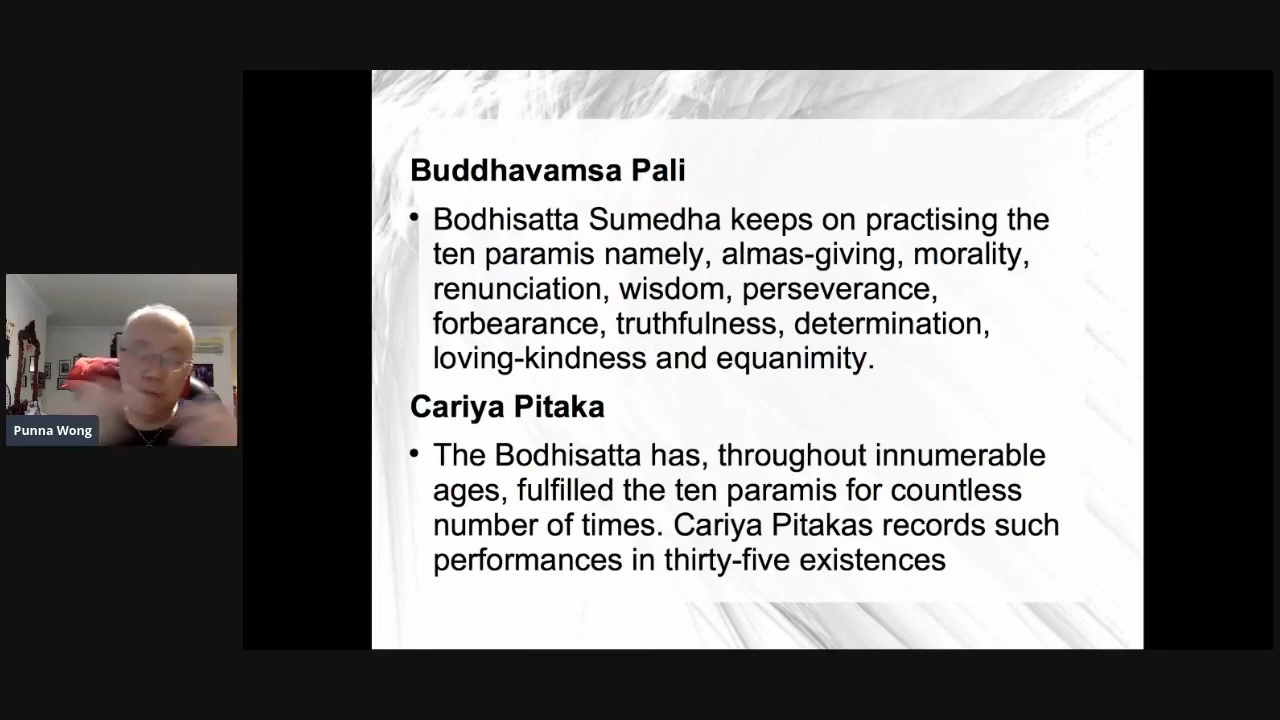 Buddhavamsa Pali
• Bodhisatta Sumedha keeps on practising the
ten paramis namely, almas-giving, morality,
renunciation, wisdom, perseverance,
forbearance, truthfulness, determination,
loving-kindness and equanimity.
Cariya Pitaka
• The Bodhisatta has, throughout innumerable
ages, fulfilled the ten paramis for countless
number of times. Cariya Pitakas records such
performances in thirty-five existences
Punna Wong